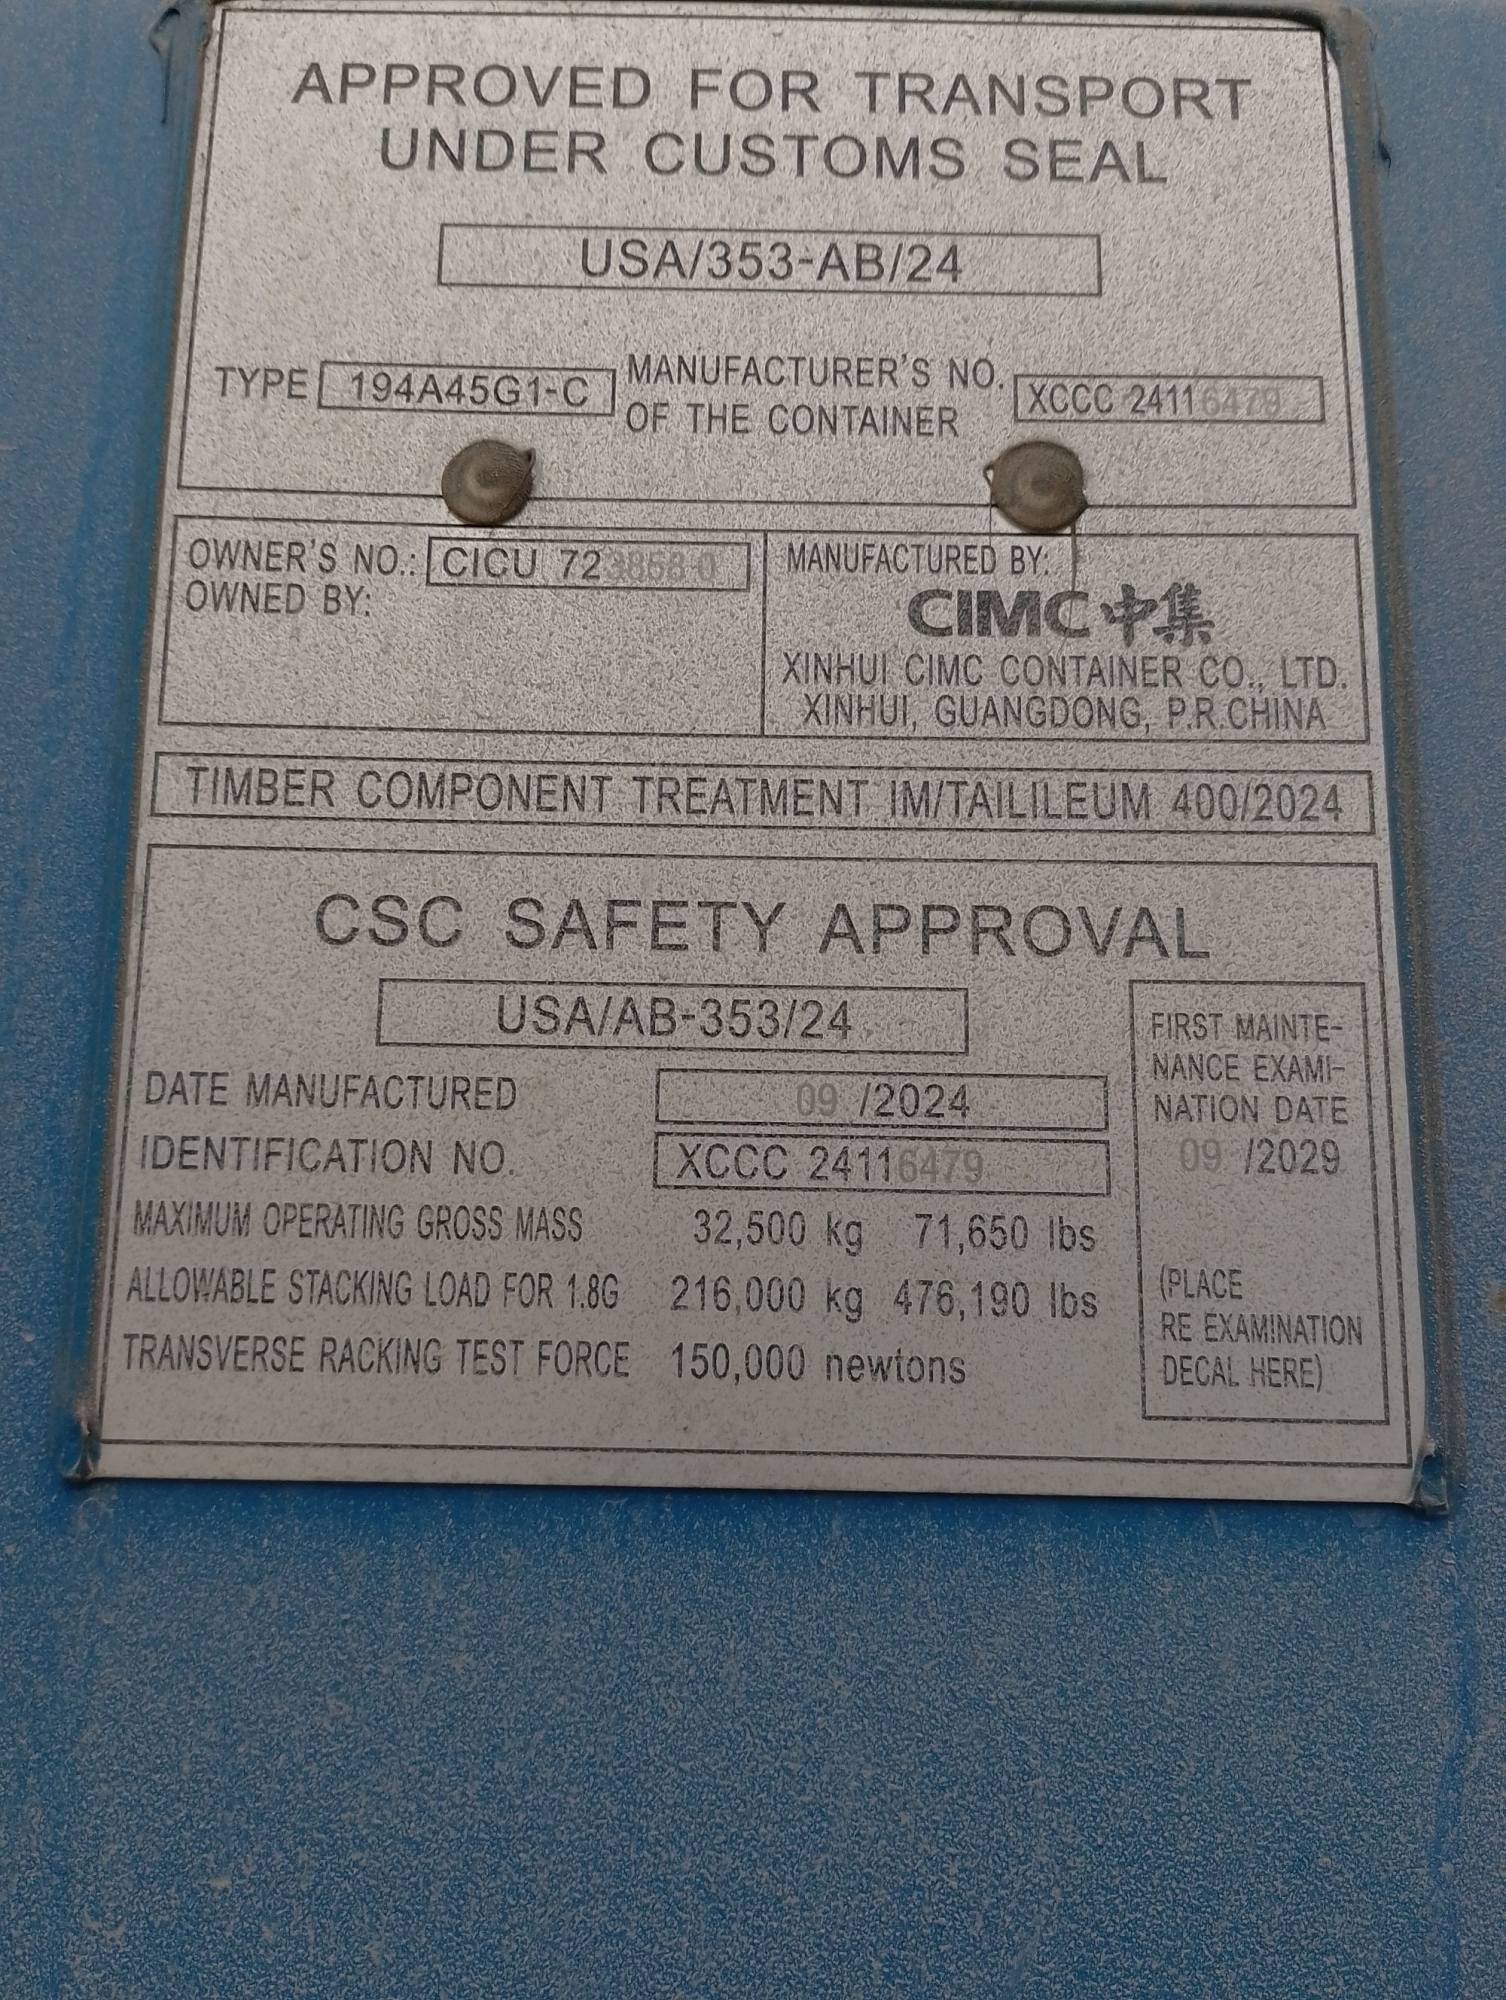 APPROVED FOR TRANSPORT
UNDER CUSTOMS SEAL
USA/353-AB/24
TYPE 194A45G1-C
MANUFACTURER'S NO.
OF THE CONTAINER
XCCC 24116479
OWNER'S NO.: CICU 723868 0
OWNED BY:
MANUFACTURED BY:
CIMC中集
XINHUI CIMC CONTAINER CO., LTD.
XINHUI, GUANGDONG, P.R.CHINA
TIMBER COMPONENT TREATMENT IM/TAILILEUM 400/2024
CSC SAFETY APPROVAL
USA/AB-353/24
DATE MANUFACTURED 09 /2024
IDENTIFICATION NO. XCCC 24116479
MAXIMUM OPERATING GROSS MASS 32,500 kg 71,650 lbs
ALLOWABLE STACKING LOAD FOR 1.8G 216,000 kg 476,190 lbs
TRANSVERSE RACKING TEST FORCE 150,000 newtons
FIRST MAINTE-
NANCE EXAMI-
NATION DATE
09 /2029
(PLACE
RE EXAMINATION
DECAL HERE)